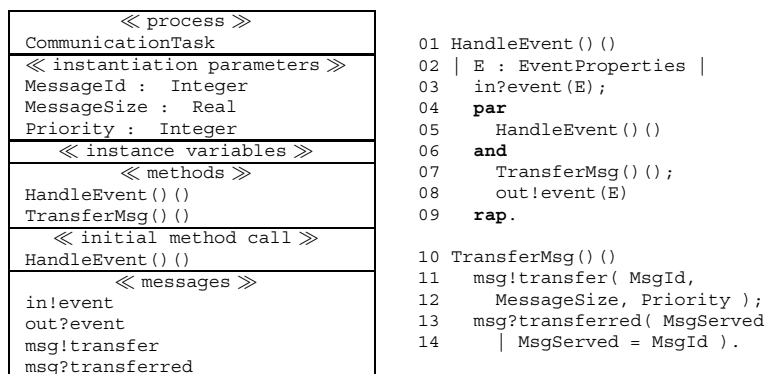 ≪ process ≫
CommunicationTask
≪ instantiation parameters ≫
MessageId : Integer
MessageSize : Real
Priority : Integer
≪ instance variables ≫
≪ methods ≫
HandleEvent()()
TransferMsg()()
≪ initial method call ≫
HandleEvent()()
≪ messages ≫
in!event
out?event
msg!transfer
msg?transferred
01 HandleEvent()()
02 | E : EventProperties |
03 in?event(E);
04 par
05 HandleEvent()()
06 and
07 TransferMsg()();
08 out!event(E)
09 rap.
10 TransferMsg()()
11 msg!transfer( MsgId,
12 MessageSize, Priority );
13 msg?transferred( MsgServed
14 | MsgServed = MsgId ).